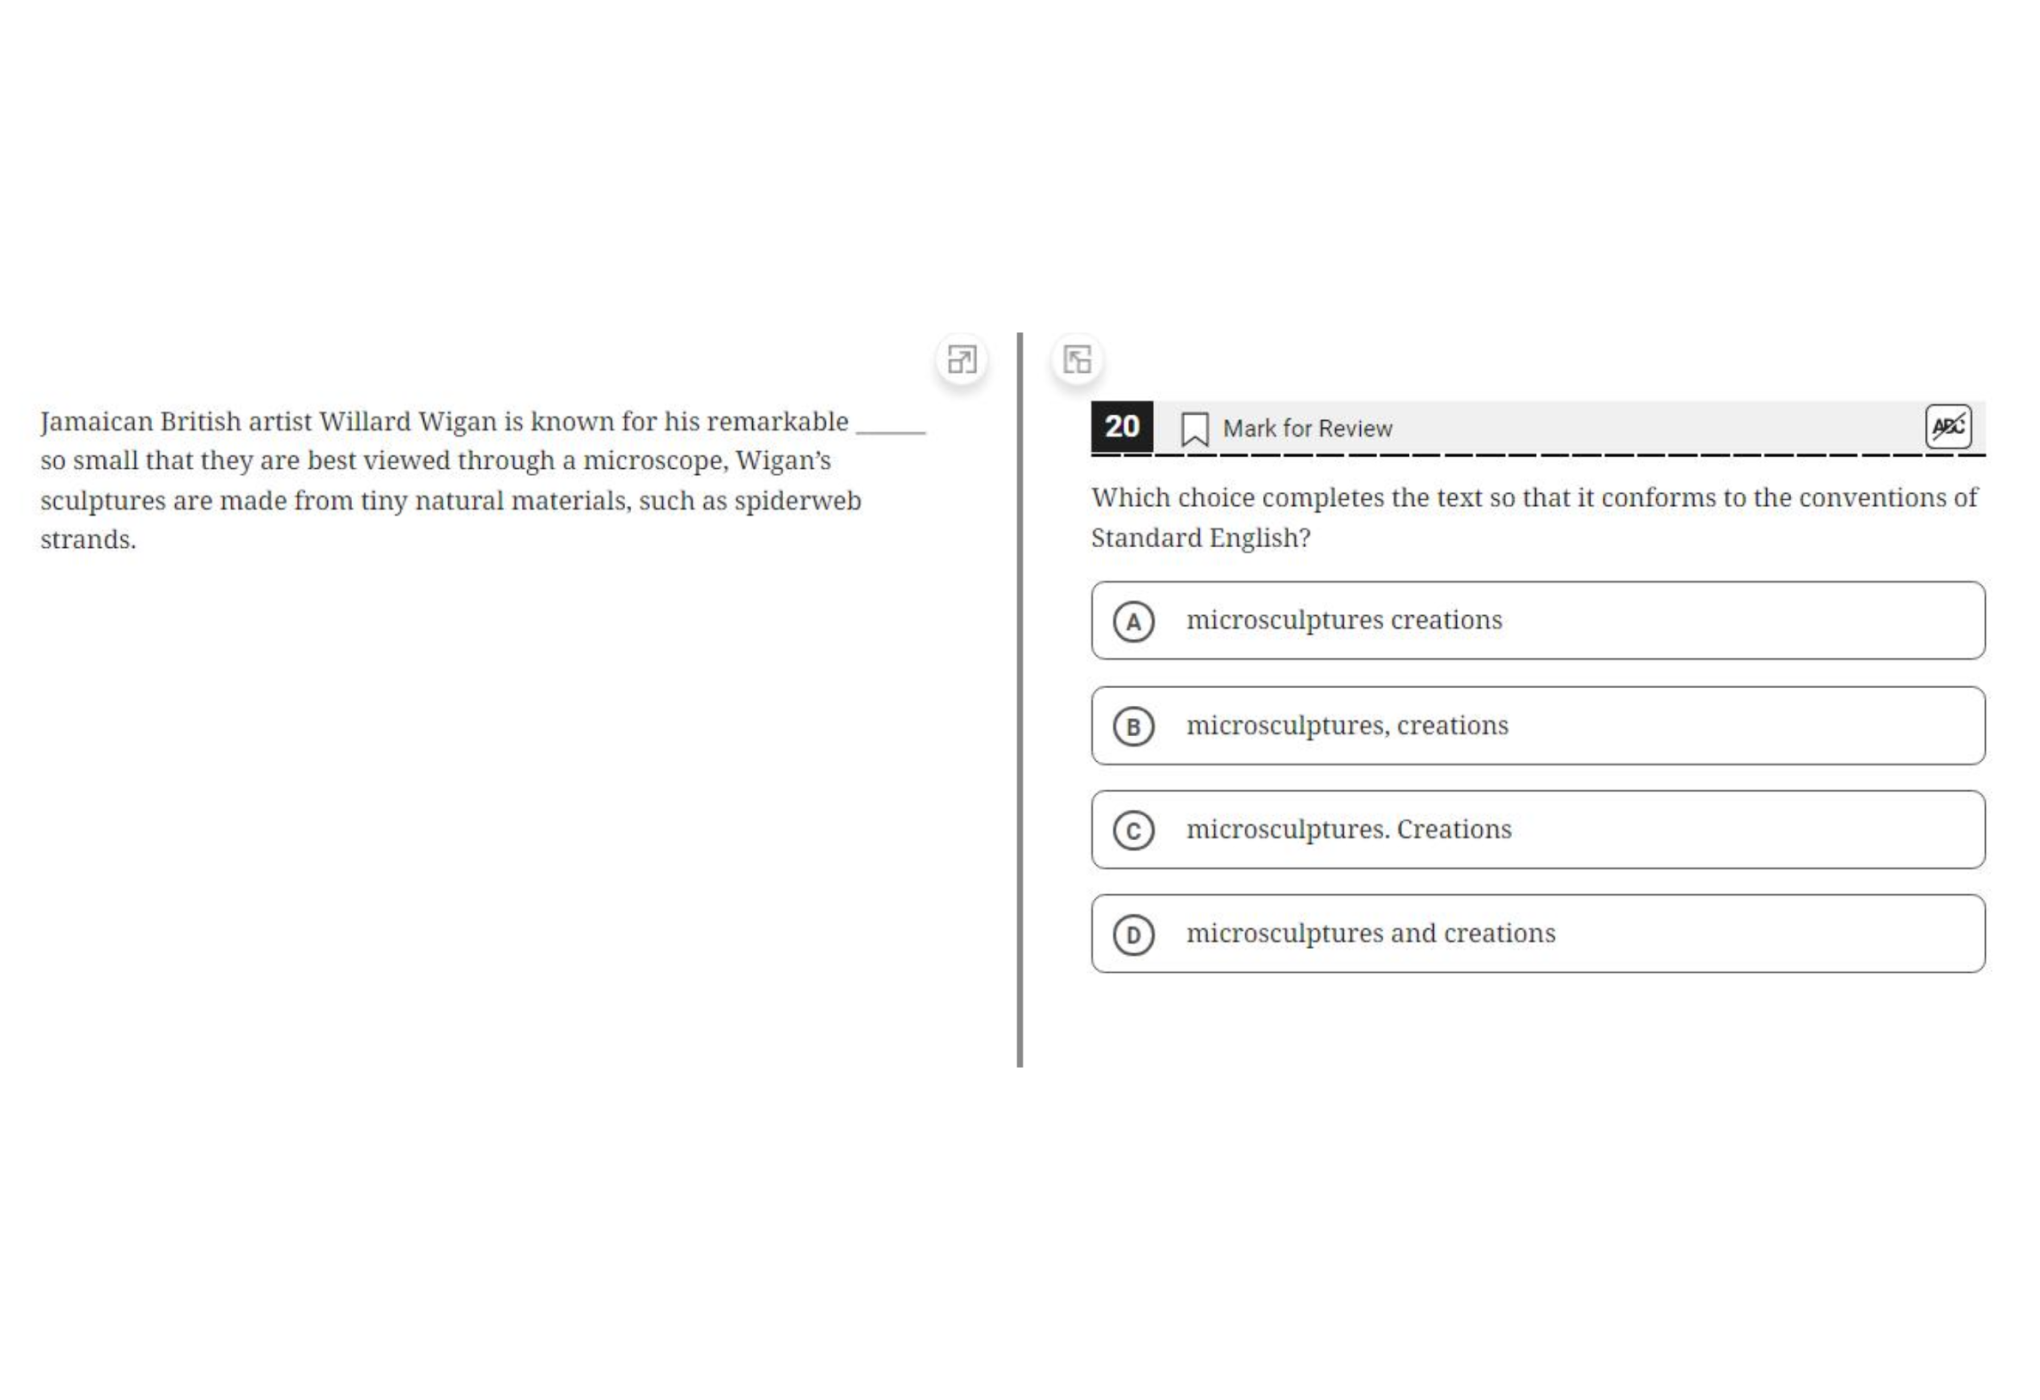 Jamaican British artist Willard Wigan is known for his remarkable ______
so small that they are best viewed through a microscope, Wigan’s
sculptures are made from tiny natural materials, such as spiderweb
strands.
20 Mark for Review ABC
Which choice completes the text so that it conforms to the conventions of
Standard English?
A microsculptures creations
B microsculptures, creations
C microsculptures. Creations
D microsculptures and creations